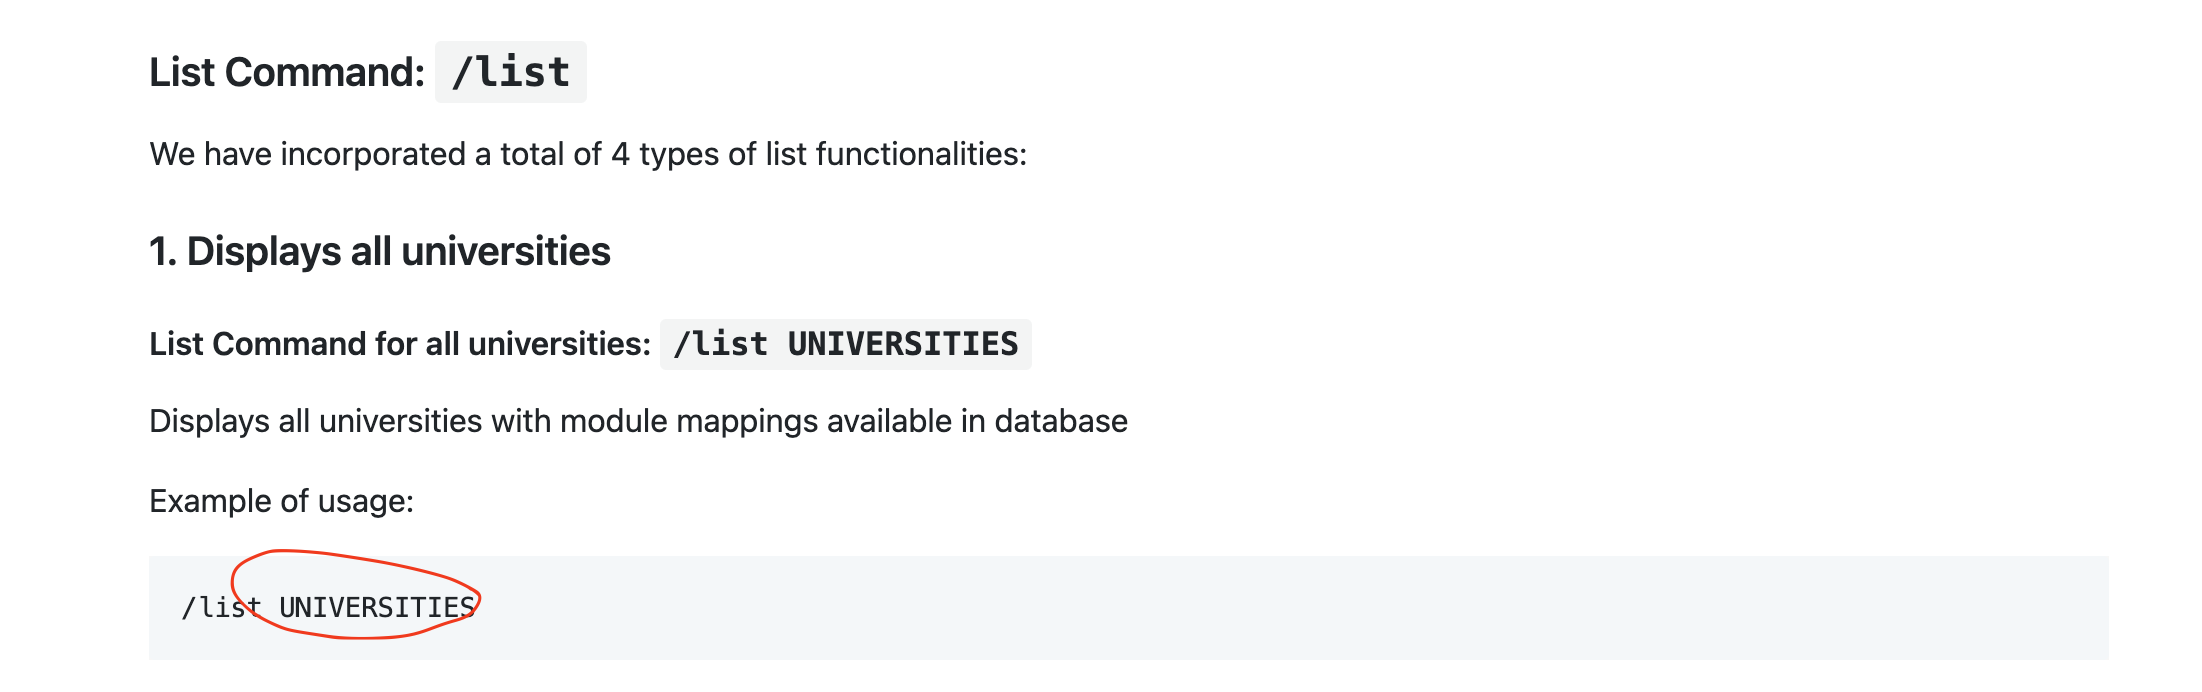 List Command: /list
We have incorporated a total of 4 types of list functionalities:
1. Displays all universities
List Command for all universities: /list UNIVERSITIES
Displays all universities with module mappings available in database
Example of usage:
/list UNIVERSITIES